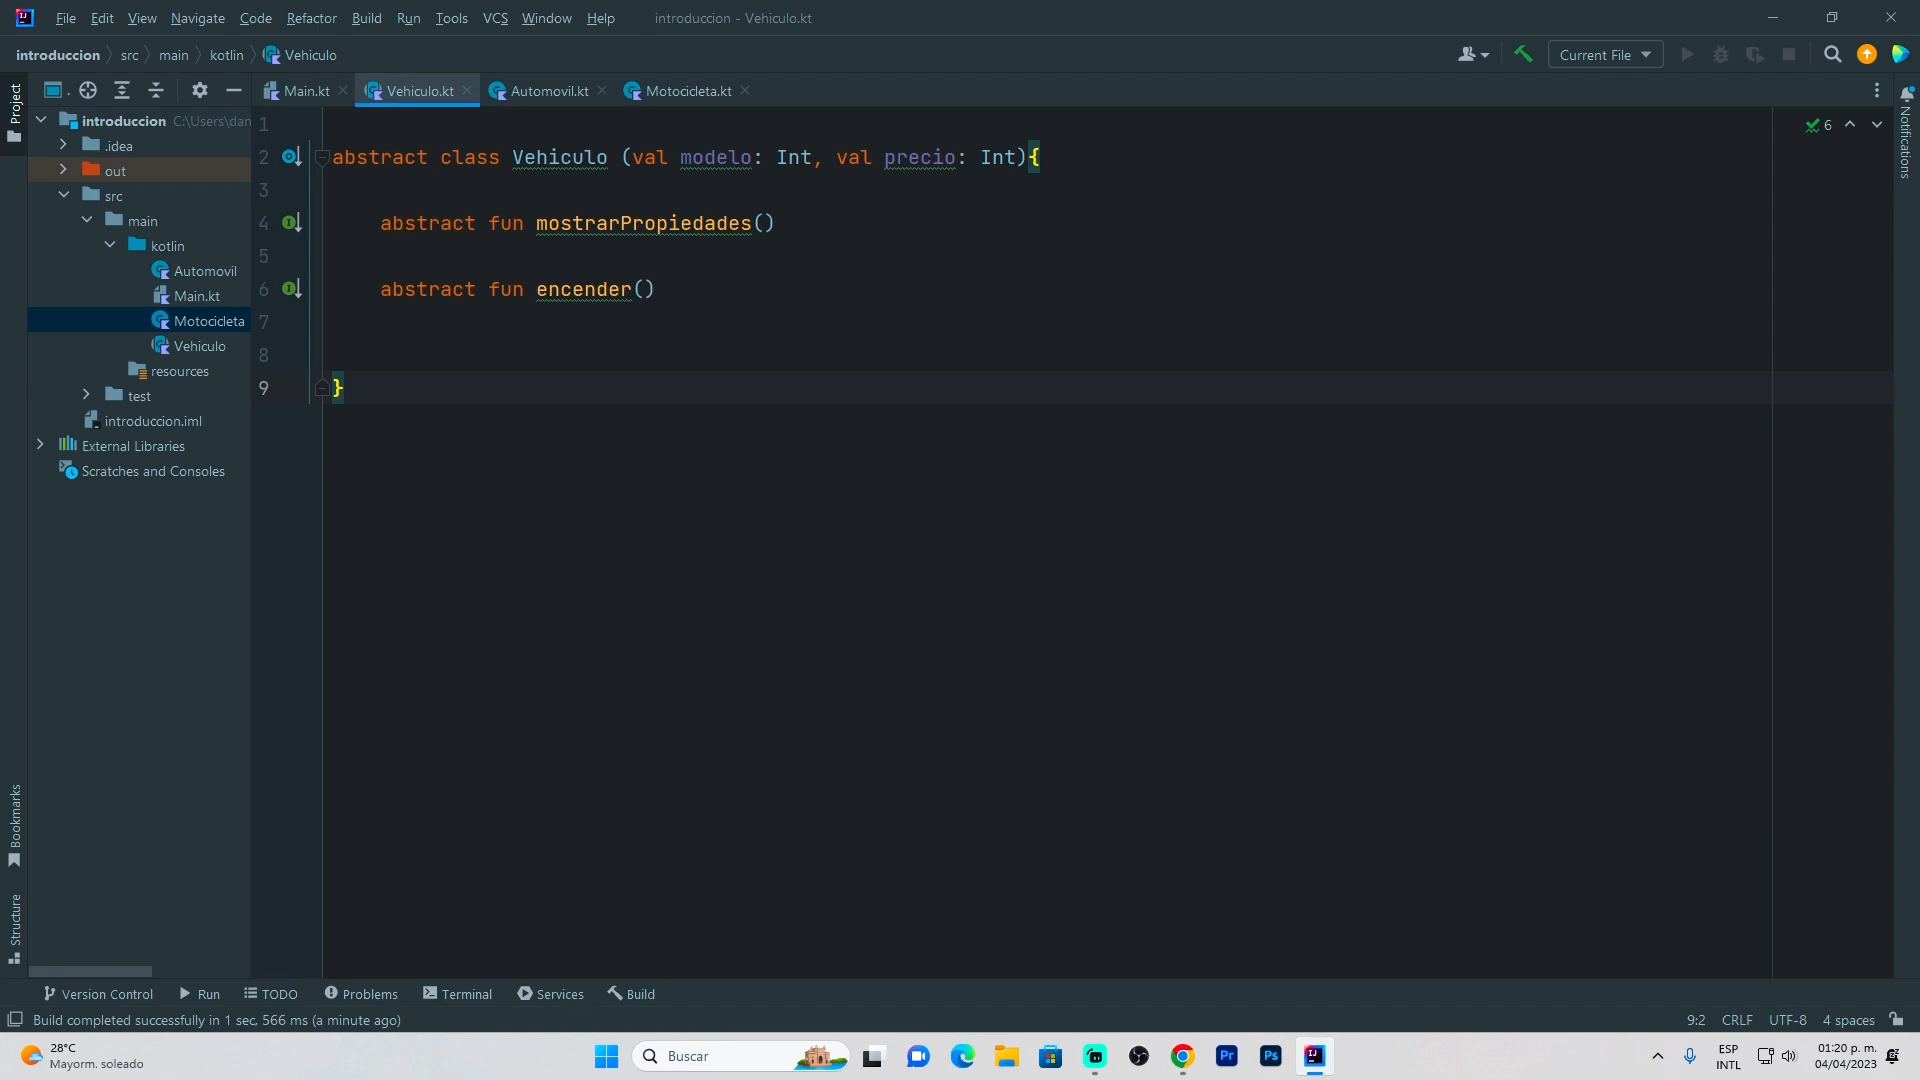 File Edit View Navigate Code Refactor Build Run Tools VCS Window Help introduccion - Vehiculo.kt
introduccion src main kotlin Vehiculo Current File
Main.kt Vehiculo.kt Automovil.kt Motocicleta.kt
Project
introduccion C:\Users\dan
.idea
out
src
main
kotlin
Automovil
Main.kt
Motocicleta
Vehiculo
resources
test
introduccion.iml
External Libraries
Scratches and Consoles
Bookmarks
Structure
1
2 abstract class Vehiculo (val modelo: Int, val precio: Int){
3
4 abstract fun mostrarPropiedades()
5
6 abstract fun encender()
7
8
9 }
6
Notifications
Version Control Run TODO Problems Terminal Services Build
Build completed successfully in 1 sec, 566 ms (a minute ago) 9:2 CRLF UTF-8 4 spaces
28°C
Mayorm. soleado
Buscar
Pr Ps IJ
ESP
INTL
01:20 p. m.
04/04/2023